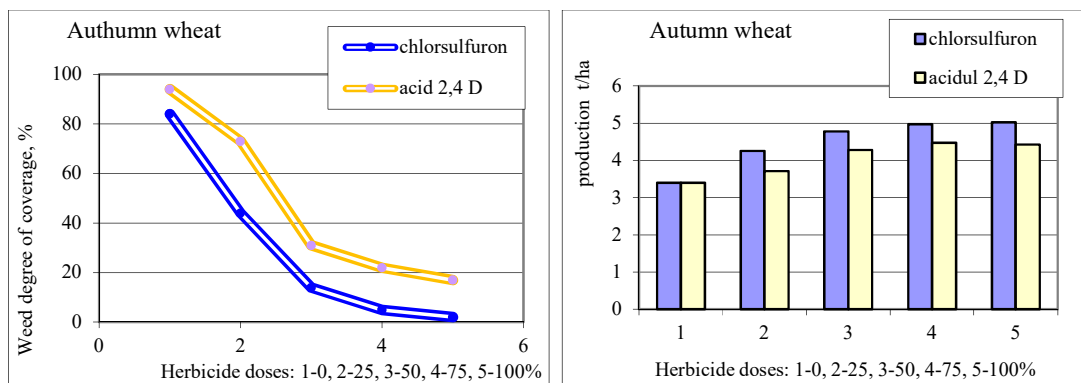 Authumn wheat
chlorsulfuron
acid 2,4 D
Weed degree of coverage, %
100
80
60
40
20
0
0 2 4 6
Herbicide doses: 1-0, 2-25, 3-50, 4-75, 5-100%
Autumn wheat
chlorsulfuron
acidul 2,4 D
production t/ha
6
5
4
3
2
1
0
1 2 3 4 5
Herbicide doses: 1-0, 2-25, 3-50, 4-75, 5-100%